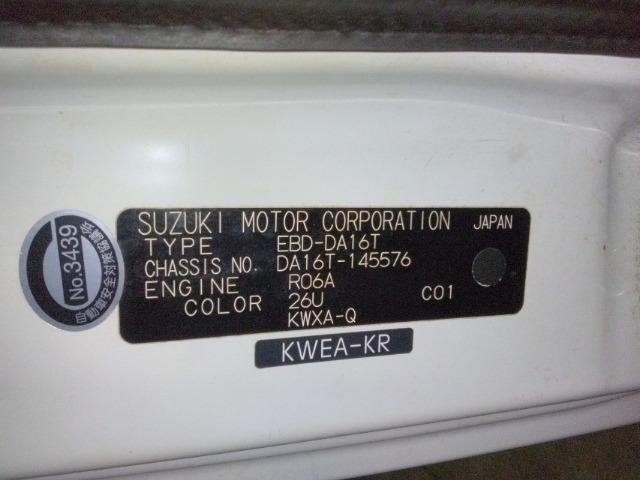 SUZUKI MOTOR CORPORATION JAPAN
TYPE EBD-DA16T
CHASSIS NO. DA16T-145576
ENGINE R06A
COLOR 26U C01
KWXA-Q
KWEA-KR
No.3439